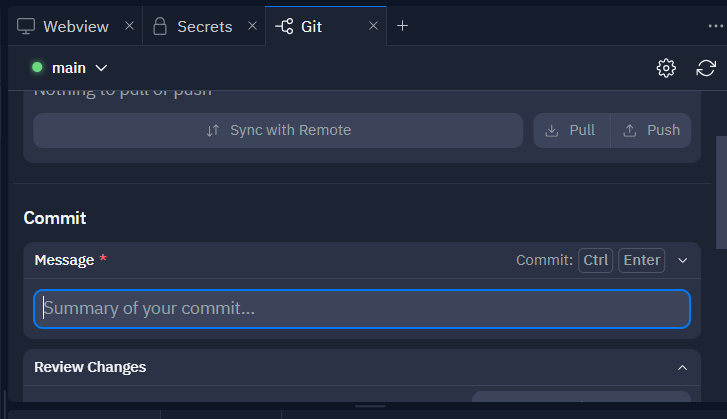 Webview
Secrets
Git
main
Nothing to pull or push
Sync with Remote
Pull
Push
Commit
Message *
Commit: Ctrl Enter
Summary of your commit...
Review Changes